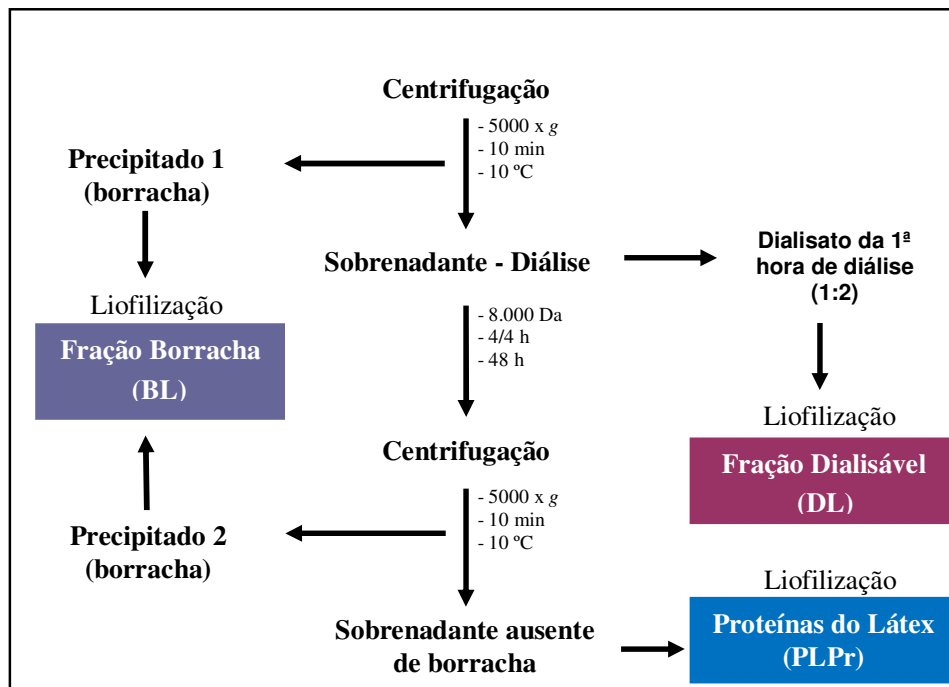 Centrifugação
- 5000 x g
- 10 min
- 10 ºC
Precipitado 1
(borracha)
Sobrenadante - Diálise
Dialisato da 1ª
hora de diálise
(1:2)
Liofilização
Fração Borracha
(BL)
- 8.000 Da
- 4/4 h
- 48 h
Liofilização
Fração Dialisável
(DL)
Centrifugação
- 5000 x g
- 10 min
- 10 ºC
Precipitado 2
(borracha)
Liofilização
Proteínas do Látex
(PLPr)
Sobrenadante ausente
de borracha